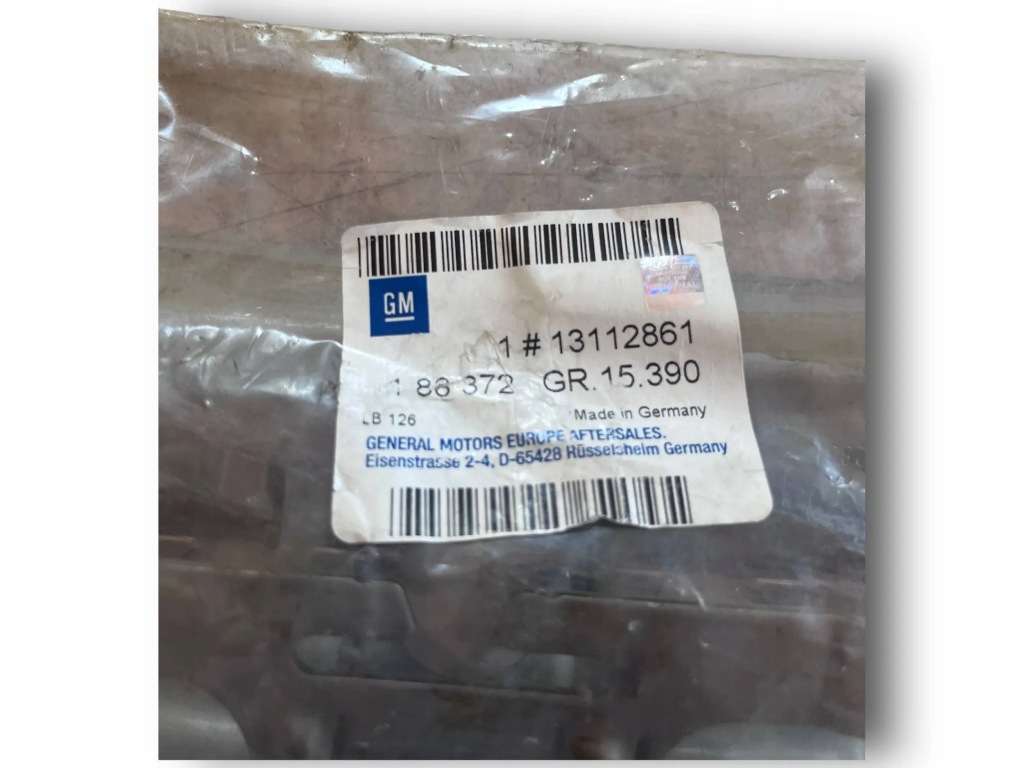 GM
1 # 13112861
1 88 372 GR.15.390
LB 126 Made in Germany
GENERAL MOTORS EUROPE AFTERSALES.
Eisenstrasse 2-4, D-65428 Rüsselsheim Germany